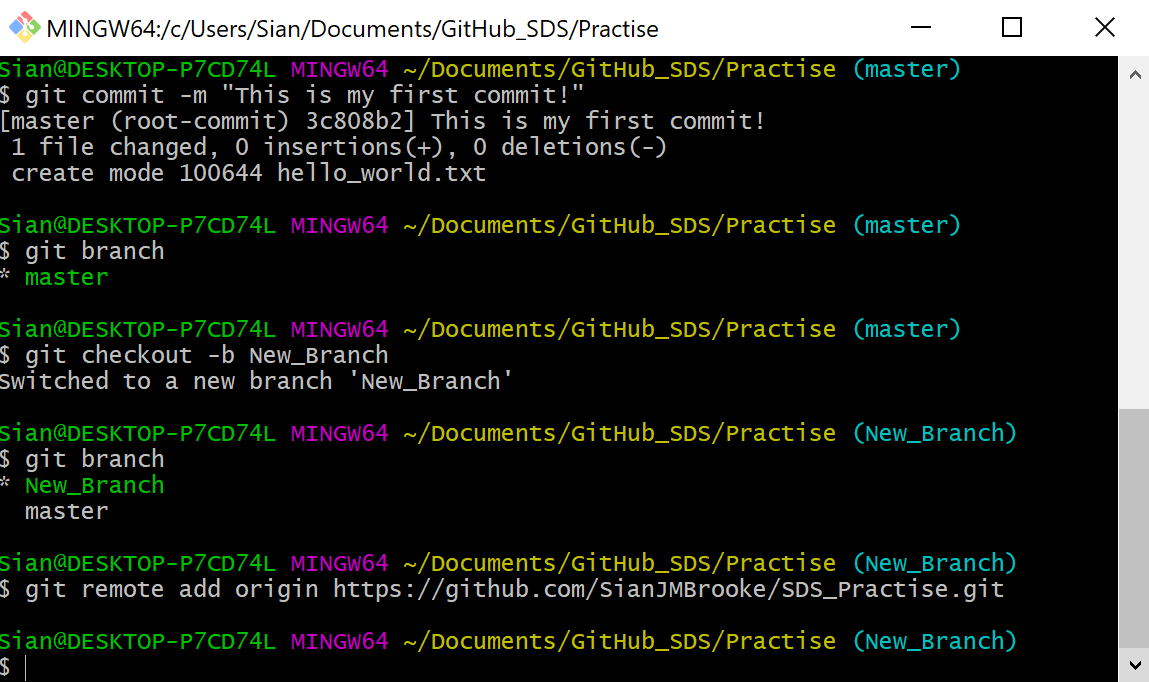 MINGW64:/c/Users/Sian/Documents/GitHub_SDS/Practise
Sian@DESKTOP-P7CD74L MINGW64 ~/Documents/GitHub_SDS/Practise (master)
$ git commit -m "This is my first commit!"
[master (root-commit) 3c808b2] This is my first commit!
 1 file changed, 0 insertions(+), 0 deletions(-)
 create mode 100644 hello_world.txt

Sian@DESKTOP-P7CD74L MINGW64 ~/Documents/GitHub_SDS/Practise (master)
$ git branch
* master

Sian@DESKTOP-P7CD74L MINGW64 ~/Documents/GitHub_SDS/Practise (master)
$ git checkout -b New_Branch
Switched to a new branch 'New_Branch'

Sian@DESKTOP-P7CD74L MINGW64 ~/Documents/GitHub_SDS/Practise (New_Branch)
$ git branch
* New_Branch
  master

Sian@DESKTOP-P7CD74L MINGW64 ~/Documents/GitHub_SDS/Practise (New_Branch)
$ git remote add origin https://github.com/SianJMBrooke/SDS_Practise.git

Sian@DESKTOP-P7CD74L MINGW64 ~/Documents/GitHub_SDS/Practise (New_Branch)
$